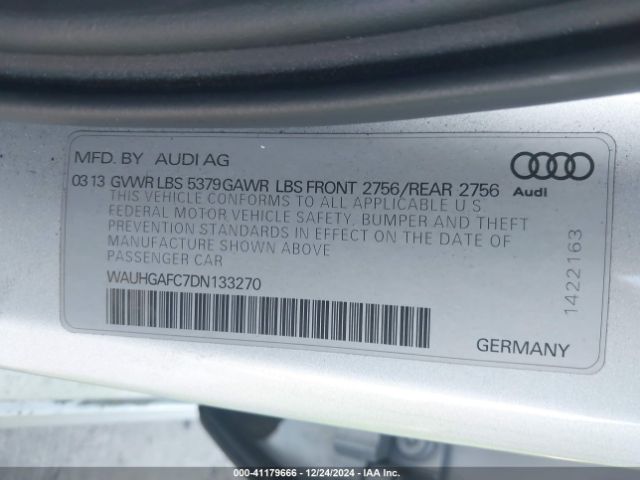 MFD. BY AUDI AG
Audi
03 13 GVWR LBS 5379 GAWR LBS FRONT 2756/REAR 2756
THIS VEHICLE CONFORMS TO ALL APPLICABLE U S
FEDERAL MOTOR VEHICLE SAFETY, BUMPER AND THEFT
PREVENTION STANDARDS IN EFFECT ON THE DATE OF
MANUFACTURE SHOWN ABOVE
PASSENGER CAR
WAUHGAFC7DN133270
1422163
GERMANY
000-41179666 - 12/24/2024 - IAA Inc.